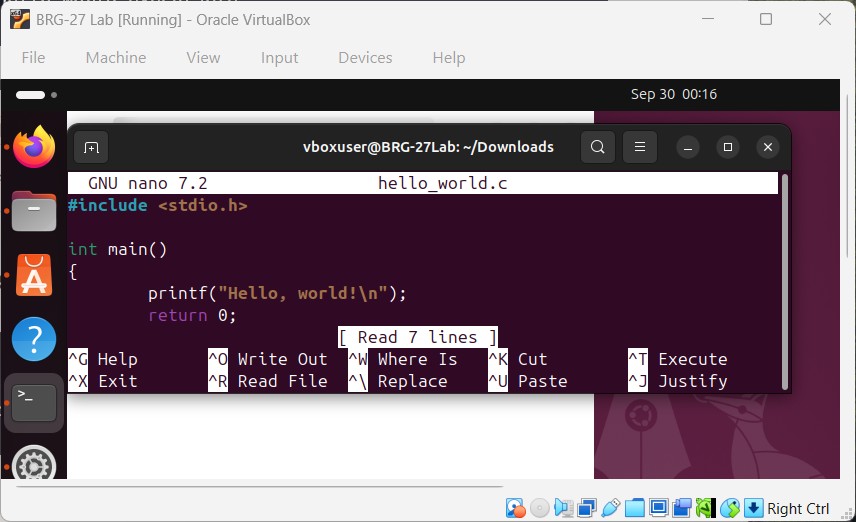 BRG-27 Lab [Running] - Oracle VirtualBox
File Machine View Input Devices Help
Sep 30 00:16
vboxuser@BRG-27Lab: ~/Downloads
GNU nano 7.2 hello_world.c
#include <stdio.h>
int main()
{
printf("Hello, world!\n");
return 0;
[ Read 7 lines ]
^G Help ^O Write Out ^W Where Is ^K Cut ^T Execute
^X Exit ^R Read File ^\ Replace ^U Paste ^J Justify
Right Ctrl